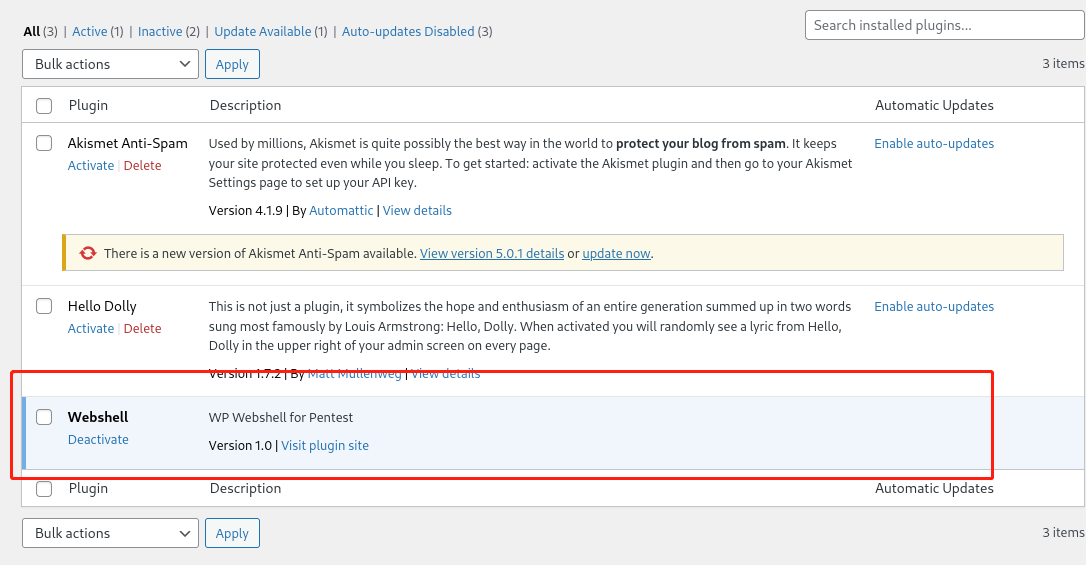 All (3) | Active (1) | Inactive (2) | Update Available (1) | Auto-updates Disabled (3)
Search installed plugins...
Bulk actions
Apply
3 items
Plugin
Description
Automatic Updates
Akismet Anti-Spam
Activate | Delete
Used by millions, Akismet is quite possibly the best way in the world to protect your blog from spam. It keeps
your site protected even while you sleep. To get started: activate the Akismet plugin and then go to your Akismet
Settings page to set up your API key.
Version 4.1.9 | By Automattic | View details
Enable auto-updates
There is a new version of Akismet Anti-Spam available. View version 5.0.1 details or update now.
Hello Dolly
Activate | Delete
This is not just a plugin, it symbolizes the hope and enthusiasm of an entire generation summed up in two words
sung most famously by Louis Armstrong: Hello, Dolly. When activated you will randomly see a lyric from Hello,
Dolly in the upper right of your admin screen on every page.
Version 1.7.2 | By Matt Mullenweg | View details
Enable auto-updates
Webshell
Deactivate
WP Webshell for Pentest
Version 1.0 | Visit plugin site
Plugin
Description
Automatic Updates
Bulk actions
Apply
3 items